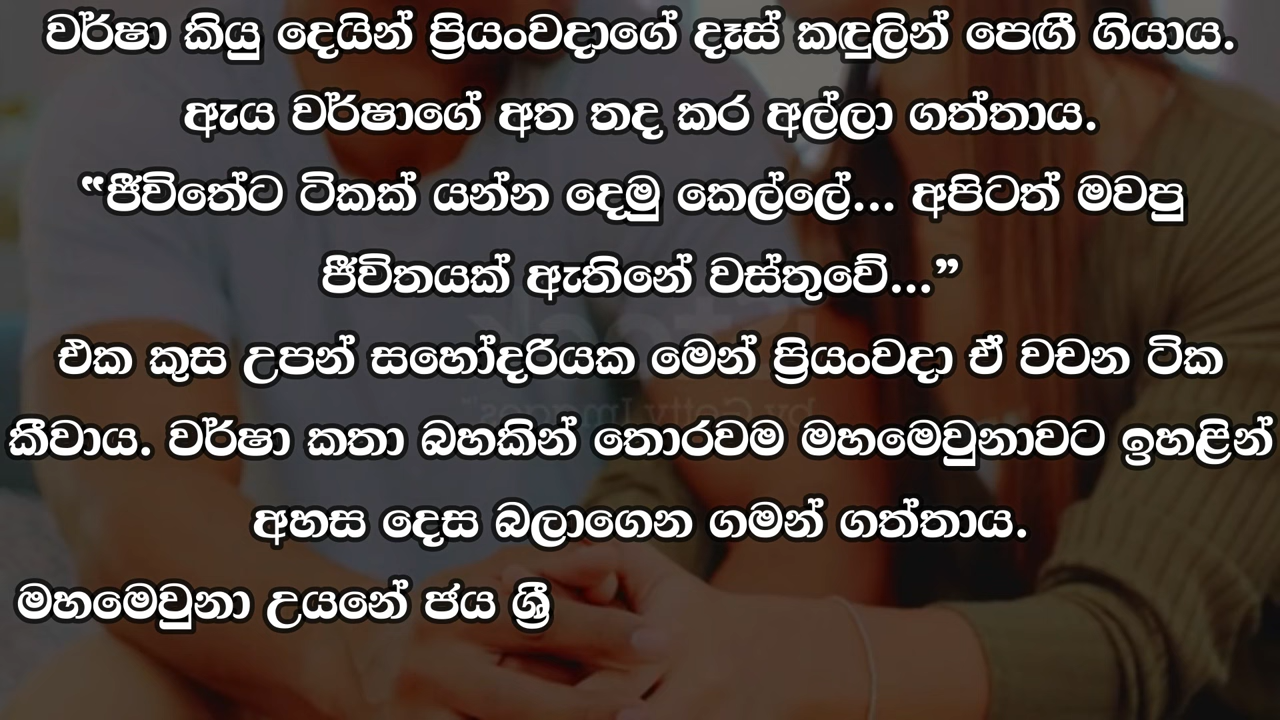 වර්ෂා කියු දෙයින් ප්‍රියංවදාගේ දෑස් කඳුලින් පෙඟී ගියාය.
ඇය වර්ෂාගේ අත තද කර අල්ලා ගත්තාය.
“ජීවිතේට ටිකක් යන්න දෙමු කෙල්ලේ... අපිටත් මවපු
ජීවිතයක් ඇතිනේ වස්තුවේ...”
එක කුස උපන් සහෝදරියක මෙන් ප්‍රියංවදා ඒ වචන ටික
කීවාය. වර්ෂා කතා බහකින් තොරවම මහමෙවුනාවට ඉහළින්
අහස දෙස බලාගෙන ගමන් ගත්තාය.
මහමෙවුනා උයනේ ජය ශ්‍රී